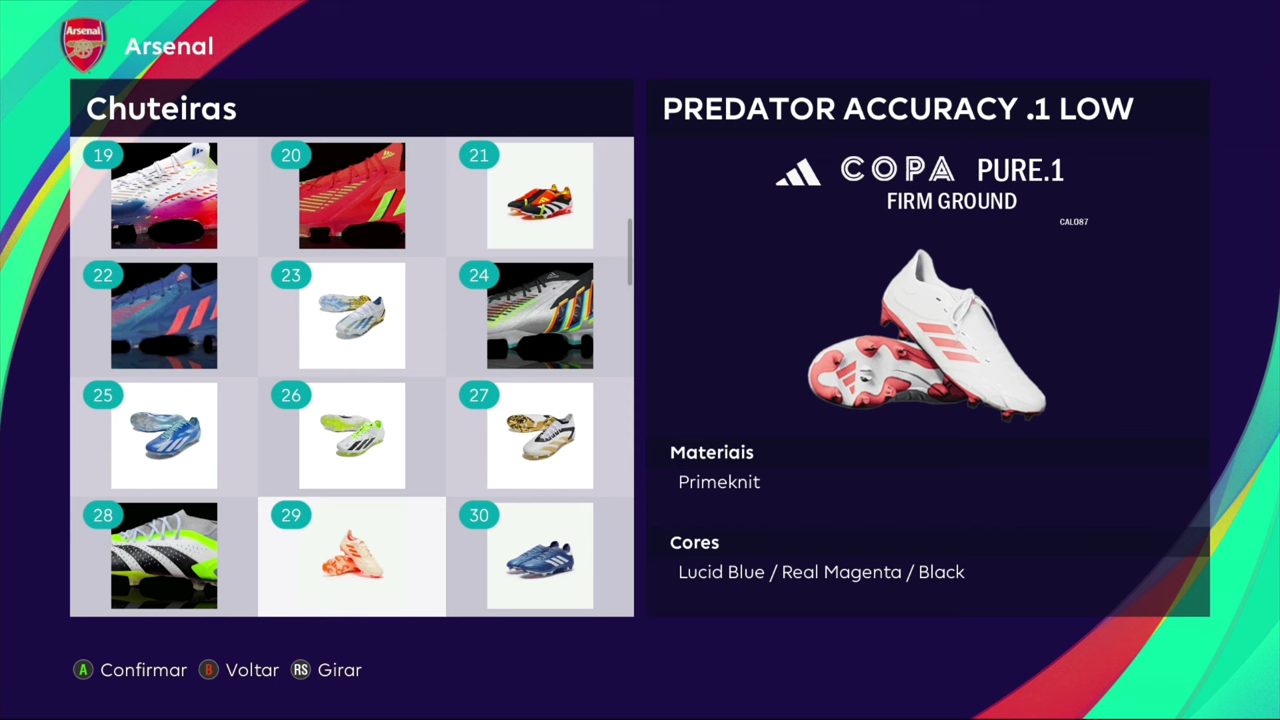 Arsenal
Arsenal
Chuteiras
19
20
21
22
23
24
25
26
27
28
29
30
PREDATOR ACCURACY .1 LOW
COPA PURE.1
FIRM GROUND
CALO87
Materiais
Primeknit
Cores
Lucid Blue / Real Magenta / Black
A Confirmar B Voltar RS Girar